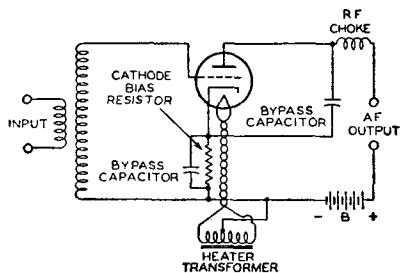 RF
CHOKE
CATHODE
BIAS
RESISTOR
BYPASS
CAPACITOR
INPUT
AF
OUTPUT
BYPASS
CAPACITOR
- B +
HEATER
TRANSFORMER